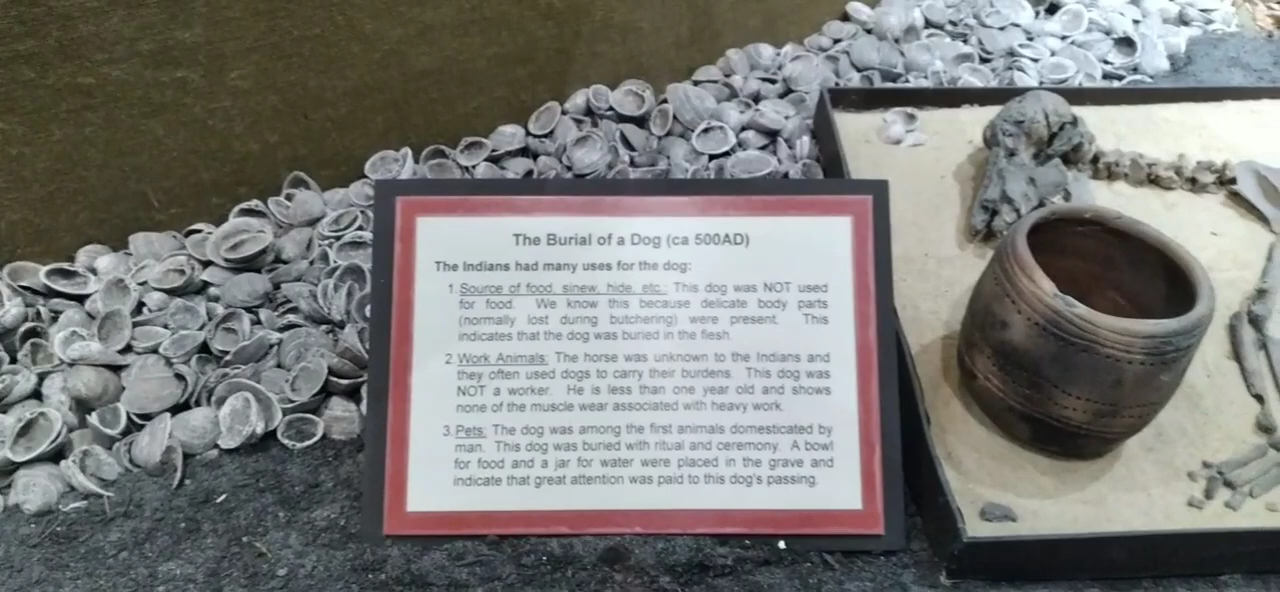 The Burial of a Dog (ca 500AD)
The Indians had many uses for the dog:
1. Source of food, sinew, hide, etc.: This dog was NOT used
for food. We know this because delicate body parts
(normally lost during butchering) were present. This
indicates that the dog was buried in the flesh.
2. Work Animals: The horse was unknown to the Indians and
they often used dogs to carry their burdens. This dog was
NOT a worker. He is less than one year old and shows
none of the muscle wear associated with heavy work.
3. Pets: The dog was among the first animals domesticated by
man. This dog was buried with ritual and ceremony. A bowl
for food and a jar for water were placed in the grave and
indicate that great attention was paid to this dog's passing.